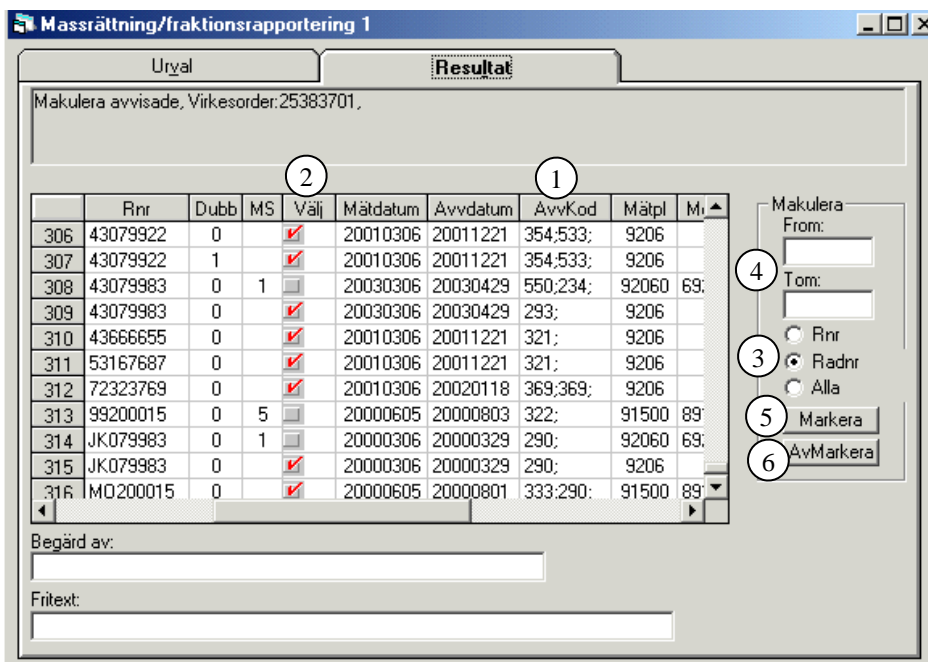 Massrättning/fraktionsrapportering 1
Urval Resultat
Makulera avvisade, Virkesorder:25383701,
2 1
Rnr Dubb MS Välj Mätdatum Avvdatum AvvKod Mätpl
306 43079922 0 20010306 20011221 354;533; 9206
307 43079922 1 20010306 20011221 354;533; 9206
308 43079983 0 1 20030306 20030429 550;234; 92060
309 43079983 0 20030306 20030429 293; 9206
310 43666655 0 20010306 20011221 321; 9206
311 53167687 0 20010306 20011221 321; 9206
312 72323769 0 20010306 20020118 369;369; 9206
313 99200015 0 5 20000605 20000803 322; 91500
314 JK079983 0 1 20000306 20000329 290; 92060
315 JK079983 0 20000306 20000329 290; 9206
316 MO200015 0 20000605 20000801 333;290; 91500
Makulera
From:
4
Tom:
Rnr
3 Radnr
Alla
5 Markera
6 AvMarkera
Begärd av:
Fritext: